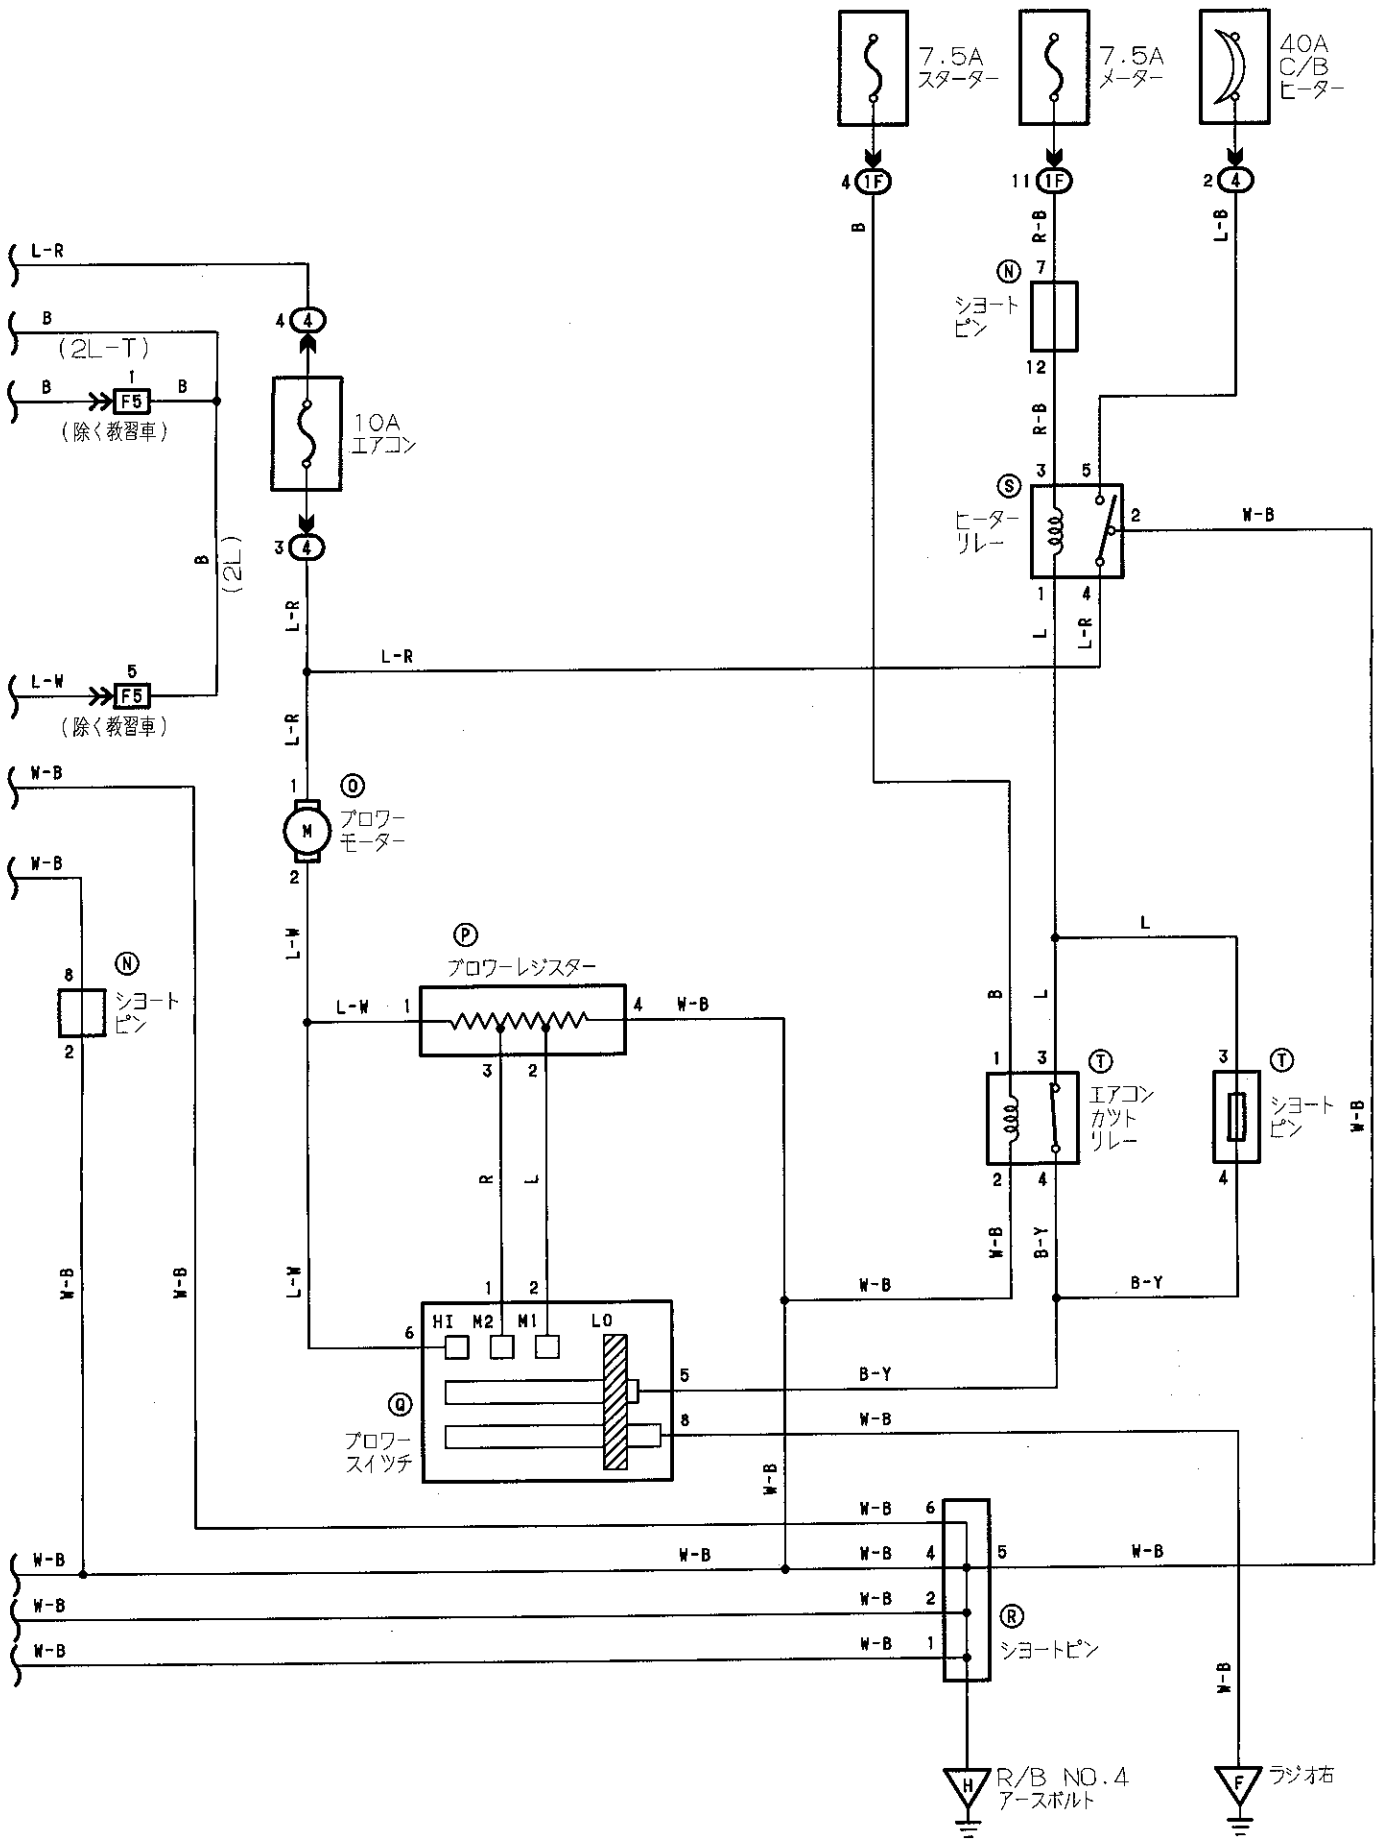 7.5A
スターター
7.5A
メーター
40A
C/B
ヒーター
4 1F
11 1F
2 4
B
R-B
L-B
L-R
4 4
N
7
シヨート
ピン
12
B
(2L-T)
B
1
F5
B
(除く教習車)
10A
エアコン
R-B
3
5
S
ヒーター
リレー
2
W-B
3 4
B
(2L)
1
4
L-R
L
L-R
L-R
L-W
5
F5
(除く教習車)
L-R
W-B
1
O
ブロワー
モーター
M
2
W-B
L-W
P
ブロワーレジスター
L
N
8
シヨート
ピン
2
L-W
1
4
W-B
B
L
3
2
1
3
T
エアコン
カツト
リレー
3
T
シヨート
ピン
W-B
R
L
2
4
4
W-B
W-B
L-W
W-B
B-Y
1
2
W-B
B-Y
6
HI
M2
M1
LO
5
B-Y
Q
ブロワー
スイツチ
8
W-B
W-B
W-B
6
W-B
W-B
W-B
4
5
W-B
W-B
W-B
2
R
シヨートピン
W-B
W-B
1
W-B
H
R/B NO.4
アースボルト
F
ラジオ右